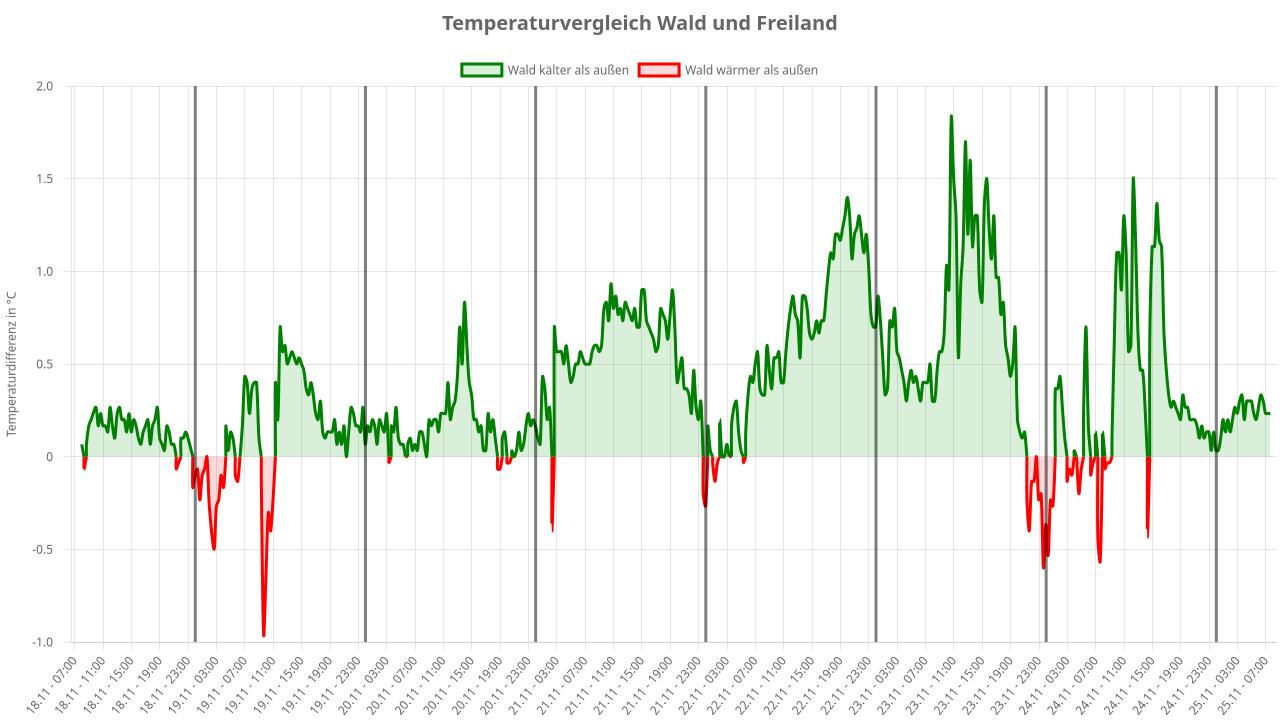 Temperaturvergleich Wald und Freiland
Wald kälter als außen
Wald wärmer als außen
Temperaturdifferenz in °C
2.0
1.5
1.0
0.5
0
-0.5
-1.0
18.11 - 07:00
18.11 - 11:00
18.11 - 15:00
18.11 - 19:00
18.11 - 23:00
19.11 - 03:00
19.11 - 07:00
19.11 - 11:00
19.11 - 15:00
19.11 - 19:00
19.11 - 23:00
20.11 - 03:00
20.11 - 07:00
20.11 - 11:00
20.11 - 15:00
20.11 - 19:00
20.11 - 23:00
21.11 - 03:00
21.11 - 07:00
21.11 - 11:00
21.11 - 15:00
21.11 - 19:00
21.11 - 23:00
22.11 - 03:00
22.11 - 07:00
22.11 - 11:00
22.11 - 15:00
22.11 - 19:00
22.11 - 23:00
23.11 - 03:00
23.11 - 07:00
23.11 - 11:00
23.11 - 15:00
23.11 - 19:00
23.11 - 23:00
24.11 - 03:00
24.11 - 07:00
24.11 - 11:00
24.11 - 15:00
24.11 - 19:00
24.11 - 23:00
25.11 - 03:00
25.11 - 07:00